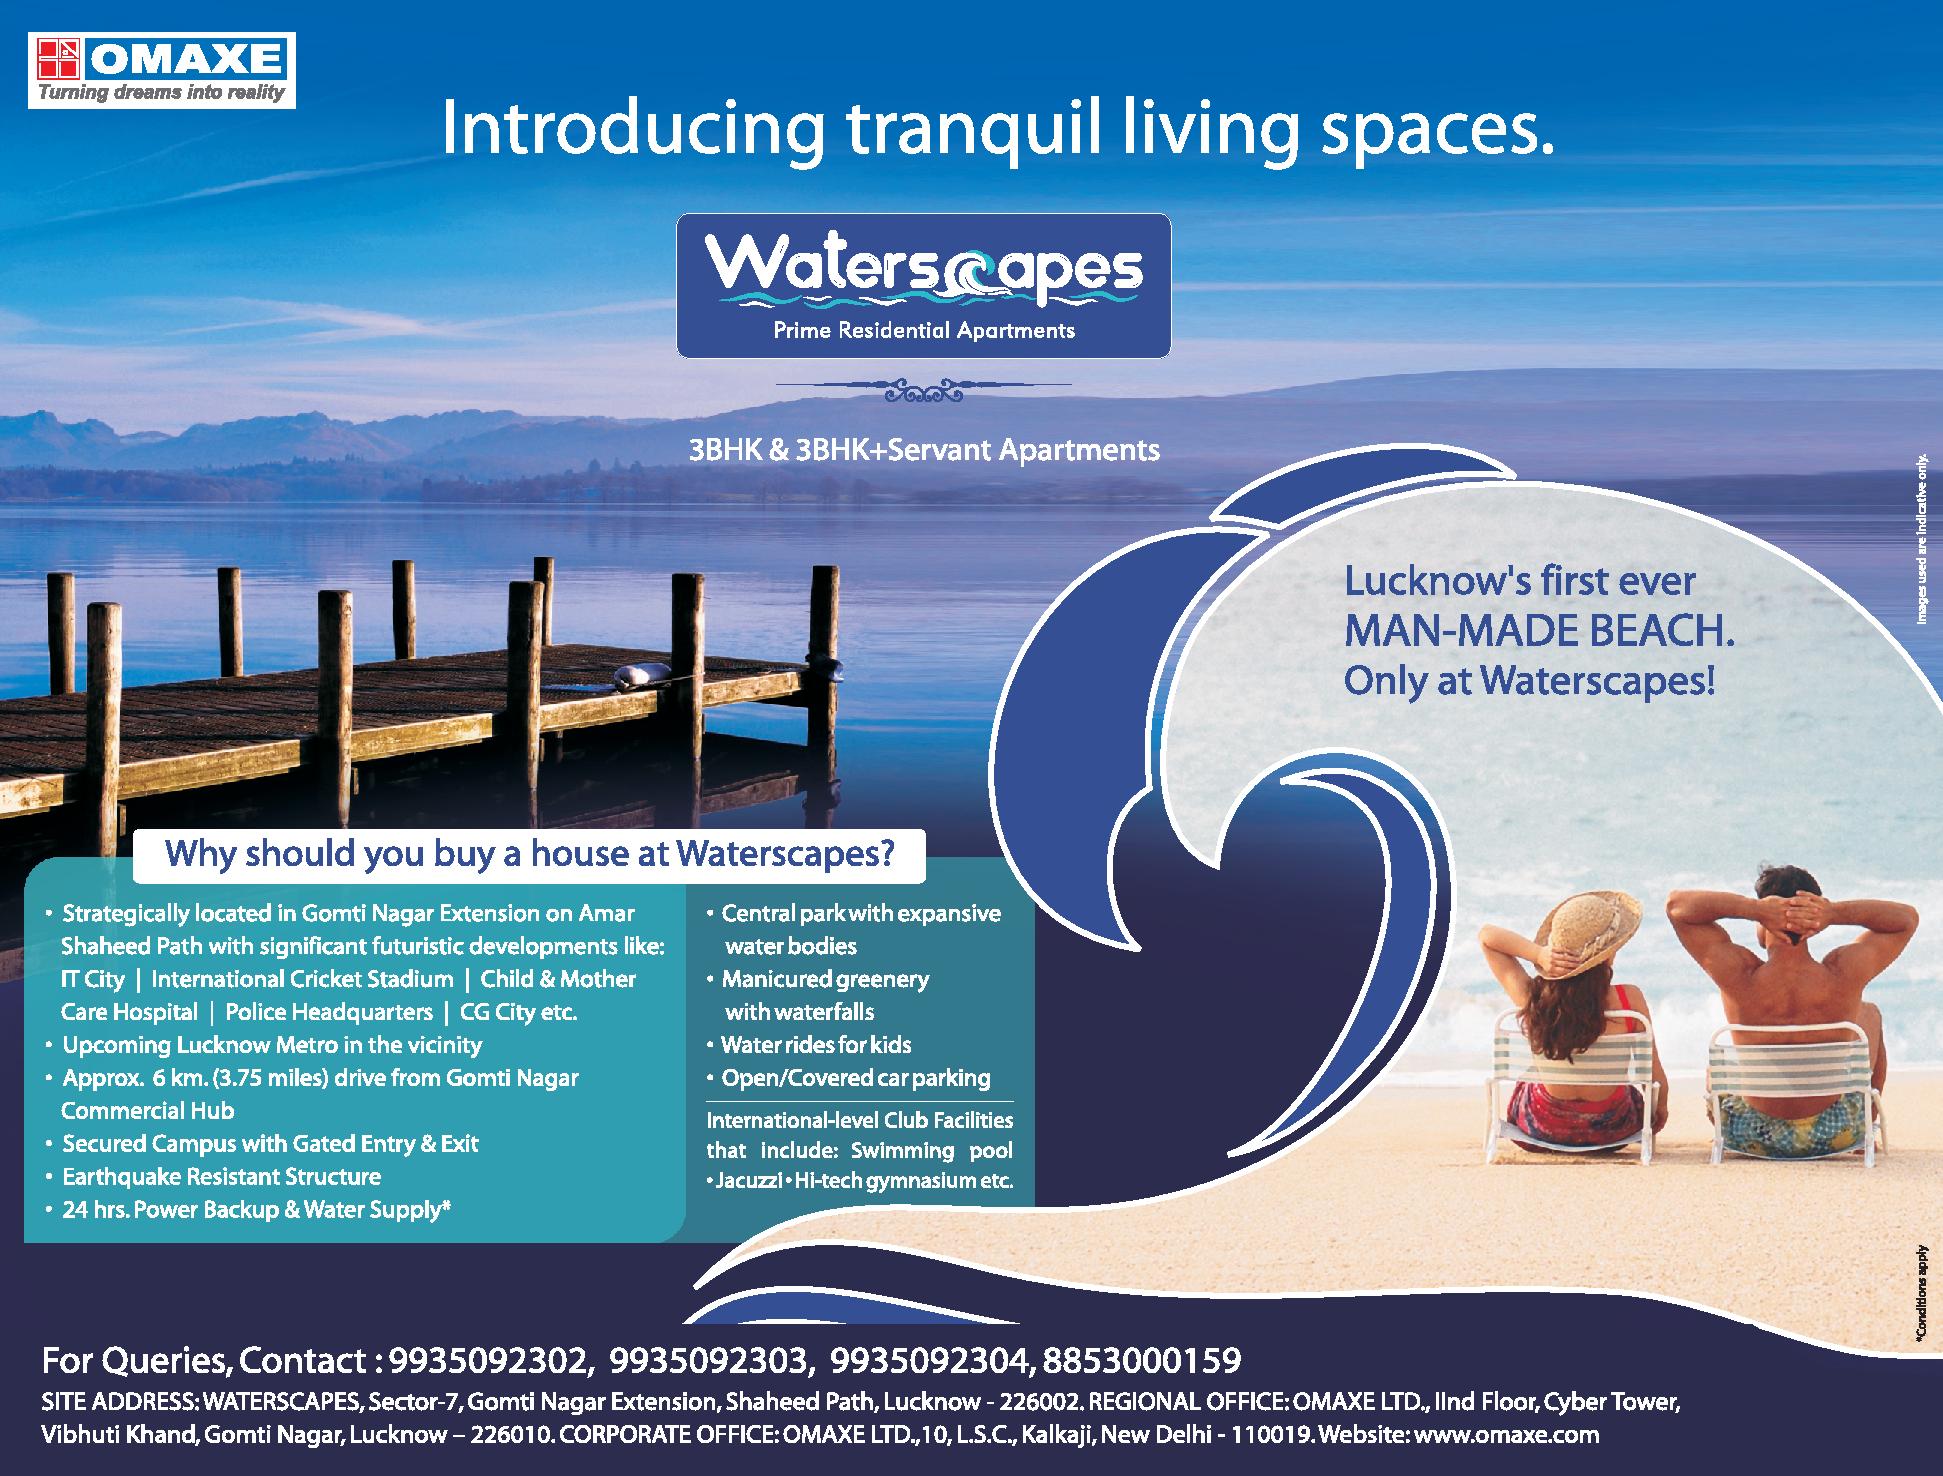 OMAXE
Turning dreams into reality
Introducing tranquil living spaces.
Waterscapes
Prime Residential Apartments
3BHK & 3BHK+Servant Apartments
Lucknow's first ever
MAN-MADE BEACH.
Only at Waterscapes!
Images used are indicative only.
Why should you buy a house at Waterscapes?
• Strategically located in Gomti Nagar Extension on Amar
Shaheed Path with significant futuristic developments like:
IT City | International Cricket Stadium | Child & Mother
Care Hospital | Police Headquarters | CG City etc.
• Upcoming Lucknow Metro in the vicinity
• Approx. 6 km. (3.75 miles) drive from Gomti Nagar
Commercial Hub
• Secured Campus with Gated Entry & Exit
• Earthquake Resistant Structure
• 24 hrs. Power Backup & Water Supply*
• Central park with expansive
water bodies
• Manicured greenery
with waterfalls
• Water rides for kids
• Open/Covered car parking
International-level Club Facilities
that include: Swimming pool
• Jacuzzi • Hi-tech gymnasium etc.
*Conditions apply
For Queries, Contact : 9935092302, 9935092303, 9935092304, 8853000159
SITE ADDRESS: WATERSCAPES, Sector-7, Gomti Nagar Extension, Shaheed Path, Lucknow - 226002. REGIONAL OFFICE: OMAXE LTD., IInd Floor, Cyber Tower,
Vibhuti Khand, Gomti Nagar, Lucknow – 226010. CORPORATE OFFICE: OMAXE LTD.,10, L.S.C., Kalkaji, New Delhi - 110019. Website: www.omaxe.com